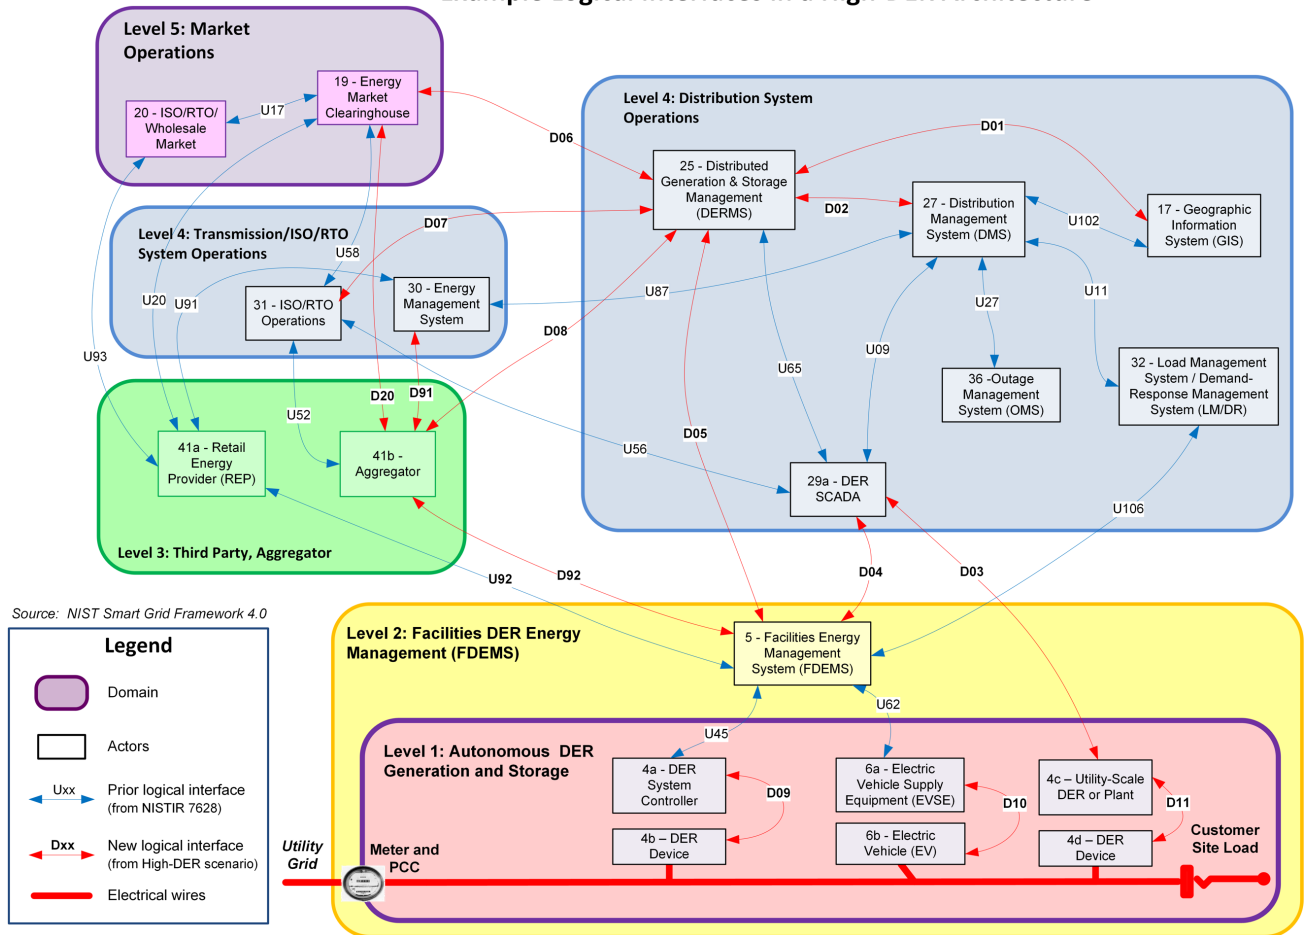 Level 5: Market
Operations
19 - Energy
Market
Clearinghouse
20 - ISO/RTO/
Wholesale
Market
U17
D06
Level 4: Distribution System
Operations
D01
25 - Distributed
Generation & Storage
Management
(DERMS)
D02
27 - Distribution
Management
System (DMS)
U102
17 - Geographic
Information
System (GIS)
Level 4: Transmission/ISO/RTO
System Operations
D07
U58
U20
U91
31 - ISO/RTO
Operations
30 - Energy
Management
System
U87
U27
U11
U93
D08
U65
U09
36 -Outage
Management
System (OMS)
32 - Load Management
System / Demand-
Response Management
System (LM/DR)
D20
D91
U52
D05
U56
41a - Retail
Energy
Provider (REP)
41b -
Aggregator
29a - DER
SCADA
U106
Level 3: Third Party, Aggregator
U92
D92
D04
D03
Source: NIST Smart Grid Framework 4.0
Legend
Domain
Actors
Uxx
Prior logical interface
(from NISTIR 7628)
Dxx
New logical interface
(from High-DER scenario)
Electrical wires
Level 2: Facilities DER Energy
Management (FDEMS)
5 - Facilities Energy
Management
System (FDEMS)
U45
U62
Level 1: Autonomous DER
Generation and Storage
4a - DER
System
Controller
D09
4b – DER
Device
6a - Electric
Vehicle Supply
Equipment (EVSE)
D10
6b - Electric
Vehicle (EV)
4c – Utility-Scale
DER or Plant
D11
4d – DER
Device
Utility
Grid
Meter and
PCC
Customer
Site Load